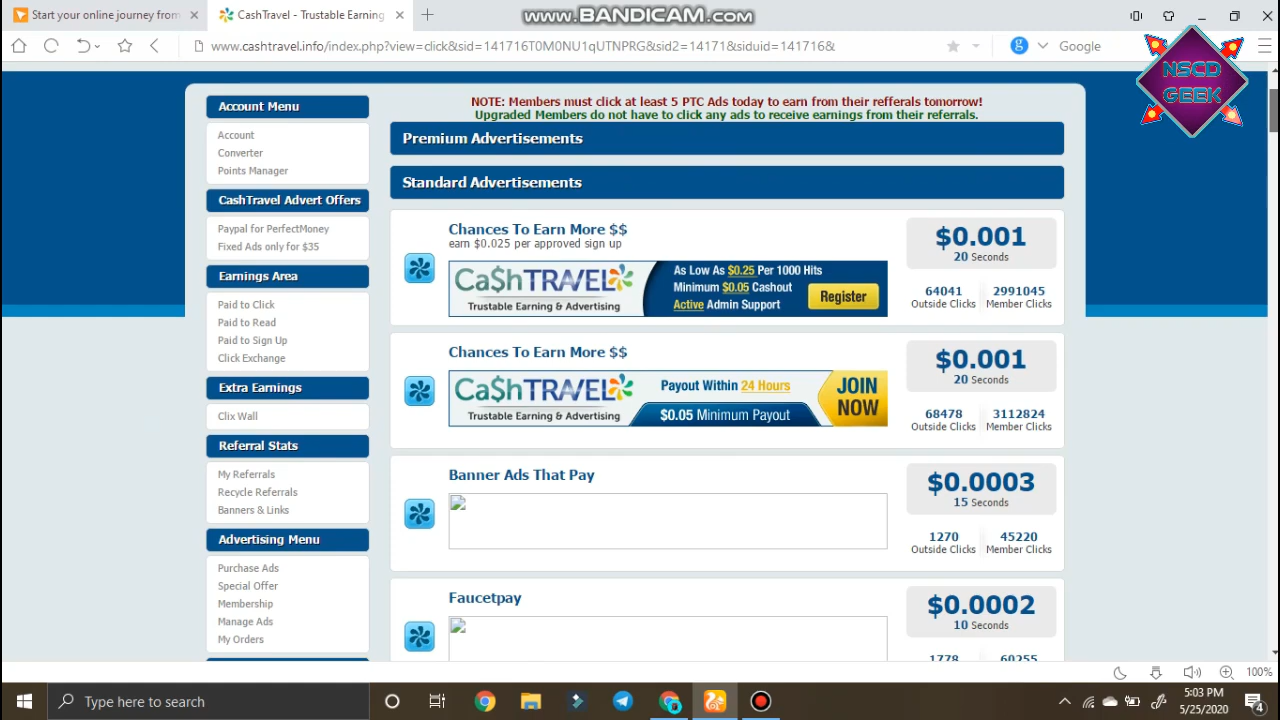 www.BANDICAM.com
Start your online journey from
CashTravel - Trustable Earning
www.cashtravel.info/index.php?view=click&sid=141716T0M0NU1qUTNPRG&sid2=14171&siduid=141716&
Google
NSCD
GEEK
NOTE: Members must click at least 5 PTC Ads today to earn from their refferals tomorrow!
Upgraded Members do not have to click any ads to receive earnings from their referrals.
Account Menu
Account
Converter
Points Manager
CashTravel Advert Offers
Paypal for PerfectMoney
Fixed Ads only for $35
Earnings Area
Paid to Click
Paid to Read
Paid to Sign Up
Click Exchange
Extra Earnings
Clix Wall
Referral Stats
My Referrals
Recycle Referrals
Banners & Links
Advertising Menu
Purchase Ads
Special Offer
Membership
Manage Ads
My Orders
Premium Advertisements
Standard Advertisements
Chances To Earn More $$
earn $0.025 per approved sign up
Ca$hTRAVEL
Trustable Earning & Advertising
As Low As $0.25 Per 1000 Hits
Minimum $0.05 Cashout
Active Admin Support
Register
$0.001
20 Seconds
64041 2991045
Outside Clicks Member Clicks
Chances To Earn More $$
Ca$hTRAVEL
Trustable Earning & Advertising
Payout Within 24 Hours
$0.05 Minimum Payout
JOIN
NOW
$0.001
20 Seconds
68478 3112824
Outside Clicks Member Clicks
Banner Ads That Pay
$0.0003
15 Seconds
1270 45220
Outside Clicks Member Clicks
Faucetpay
$0.0002
10 Seconds
1778 60255
100%
Type here to search
5:03 PM
5/25/2020
4